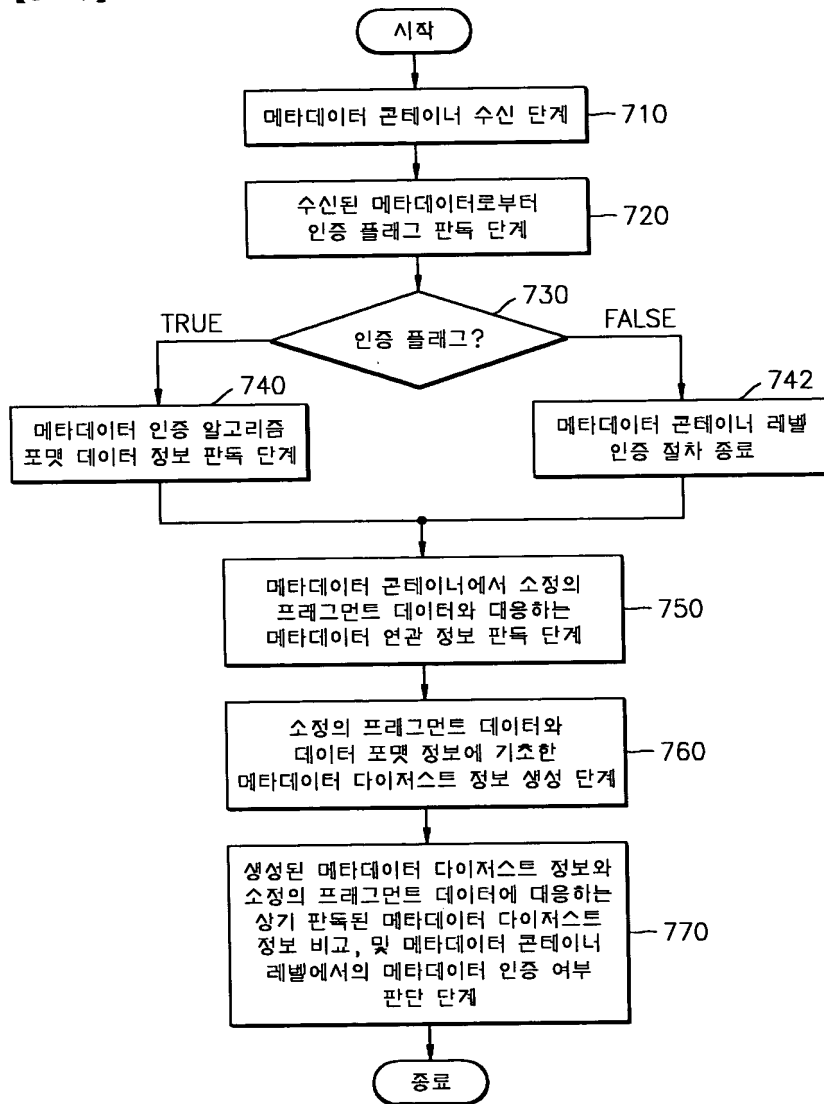 시작
메타데이터 콘테이너 수신 단계
710
수신된 메타데이터로부터
인증 플래그 판독 단계
720
730
인증 플래그?
TRUE
FALSE
740
메타데이터 인증 알고리즘
포맷 데이터 정보 판독 단계
742
메타데이터 콘테이너 레벨
인증 절차 종료
메타데이터 콘테이너에서 소정의
프래그먼트 데이터와 대응하는
메타데이터 연관 정보 판독 단계
750
소정의 프래그먼트 데이터와
데이터 포맷 정보에 기초한
메타데이터 다이저스트 정보 생성 단계
760
생성된 메타데이터 다이저스트 정보와
소정의 프래그먼트 데이터에 대응하는
상기 판독된 메타데이터 다이저스트
정보 비교, 및 메타데이터 콘테이너
레벨에서의 메타데이터 인증 여부
판단 단계
770
종료